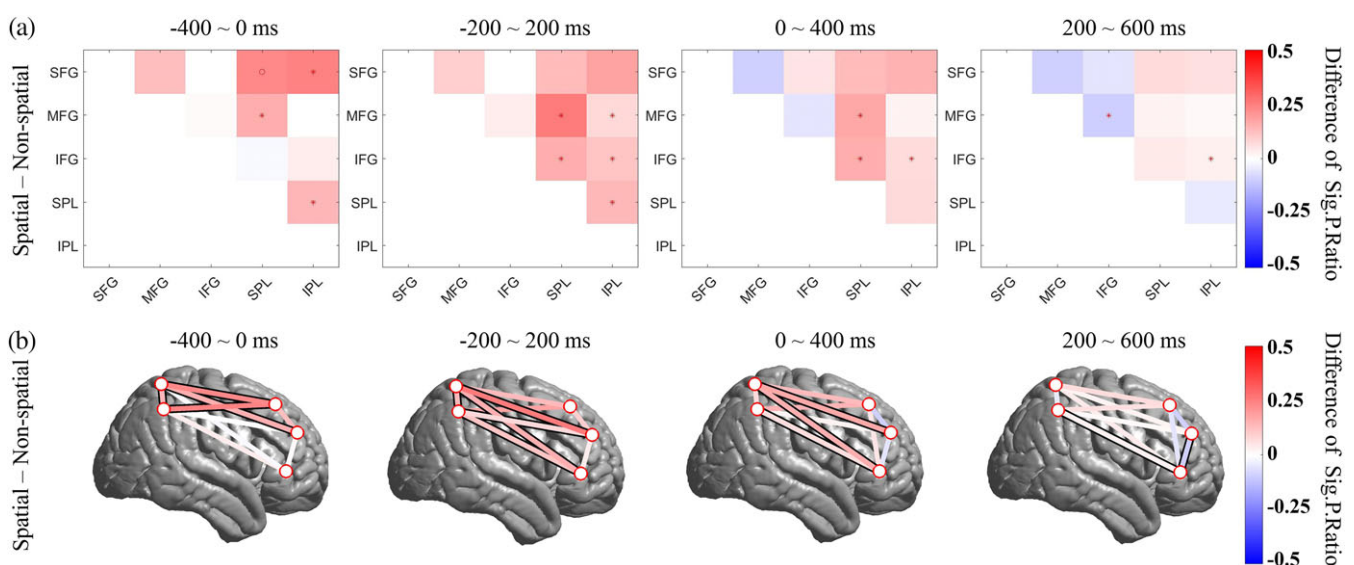 (a)
-400 ~ 0 ms
-200 ~ 200 ms
0 ~ 400 ms
200 ~ 600 ms
Spatial – Non-spatial
SFG
MFG
IFG
SPL
IPL
SFG MFG IFG SPL IPL
SFG
MFG
IFG
SPL
IPL
SFG MFG IFG SPL IPL
SFG
MFG
IFG
SPL
IPL
SFG MFG IFG SPL IPL
SFG
MFG
IFG
SPL
IPL
SFG MFG IFG SPL IPL
0.5
0.25
0
-0.25
-0.5
Difference of Sig.P.Ratio
(b)
-400 ~ 0 ms
-200 ~ 200 ms
0 ~ 400 ms
200 ~ 600 ms
Spatial – Non-spatial
0.5
0.25
0
-0.25
-0.5
Difference of Sig.P.Ratio